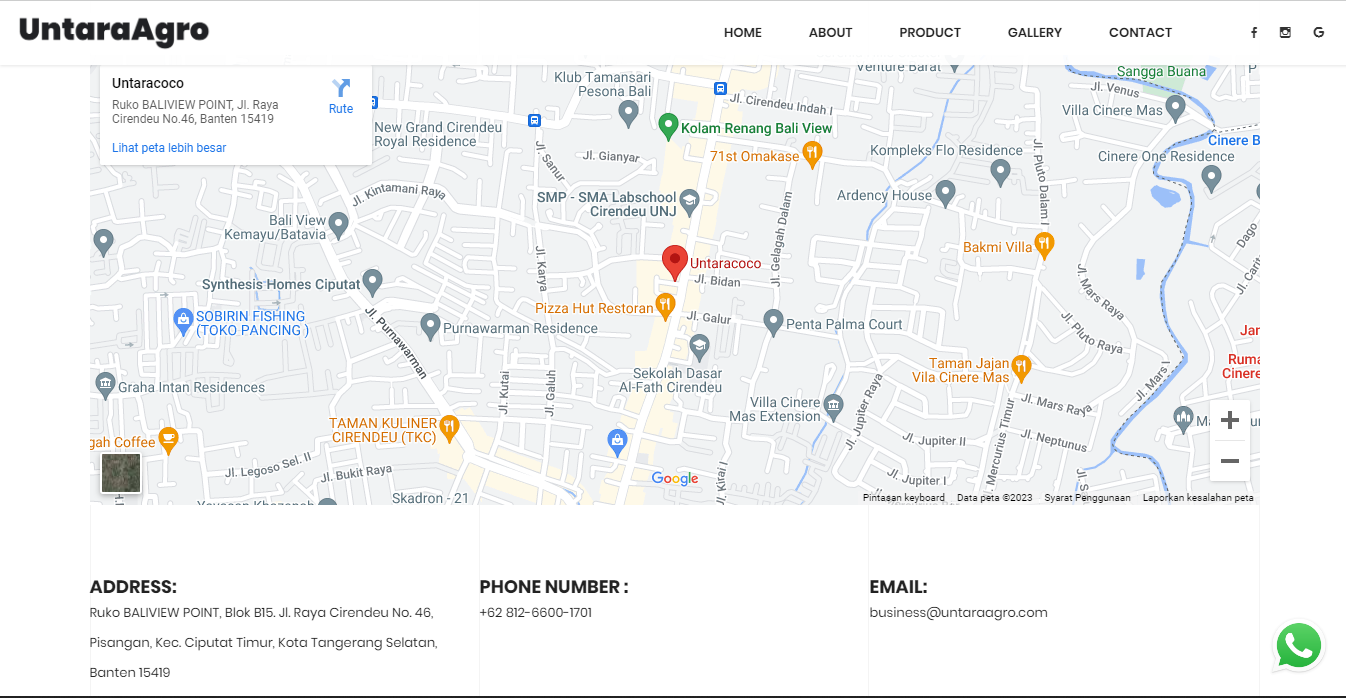 UntaraAgro
HOME
ABOUT
PRODUCT
GALLERY
CONTACT
Untaracoco
Ruko BALIVIEW POINT, Jl. Raya
Cirendeu No.46, Banten 15419
Rute
Lihat peta lebih besar
Klub Tamansari
Pesona Bali
Venture Barat
Sangga Buana
Jl. Venus
Jl. Cirendeu Indah I
Villa Cinere Mas
New Grand Cirendeu
Royal Residence
Kolam Renang Bali View
Cinere B
Jl. Sanur
Jl. Gianyar
71st Omakase
Kompleks Flo Residence
Cinere One Residence
Jl. Pluto Dalam I
Jl. Kintamani Raya
SMP - SMA Labschool
Cirendeu UNJ
Ardency House
Bali View
Kemayu/Batavia
Jl. Gelagah Dalam
Dago
Bakmi Villa
Jl. Karya
Untaracoco
Jl. Bidan
Synthesis Homes Ciputat
Jl. Mars Raya
Pizza Hut Restoran
SOBIRIN FISHING
(TOKO PANCING )
Jl. Purnawarman
Purnawarman Residence
Jl. Galur
Penta Palma Court
Jl. Pluto Raya
Jar
Ruma
Cinere
Taman Jajan
Vila Cinere Mas
Sekolah Dasar
Al-Fath Cirendeu
Graha Intan Residences
Jl. Kutai
Jl. Galuh
Jl. Mars I
Villa Cinere
Mas Extension
Jl. Jupiter Raya
Jl. Mars Raya
TAMAN KULINER
CIRENDEU (TKC)
gah Coffee
Jl. Jupiter II
Mercurius Timur
Jl. Neptunus
Jl. Legoso Sel. II
Jl. Bukit Raya
Jl. Kirai I
Jl. Jupiter I
Google
Skadron - 21
Pintasan keyboard
Data peta ©2023
Syarat Penggunaan
Laporkan kesalahan peta
ADDRESS:
Ruko BALIVIEW POINT, Blok B15. Jl. Raya Cirendeu No. 46,
Pisangan, Kec. Ciputat Timur, Kota Tangerang Selatan,
Banten 15419
PHONE NUMBER :
+62 812-6600-1701
EMAIL:
business@untaraagro.com